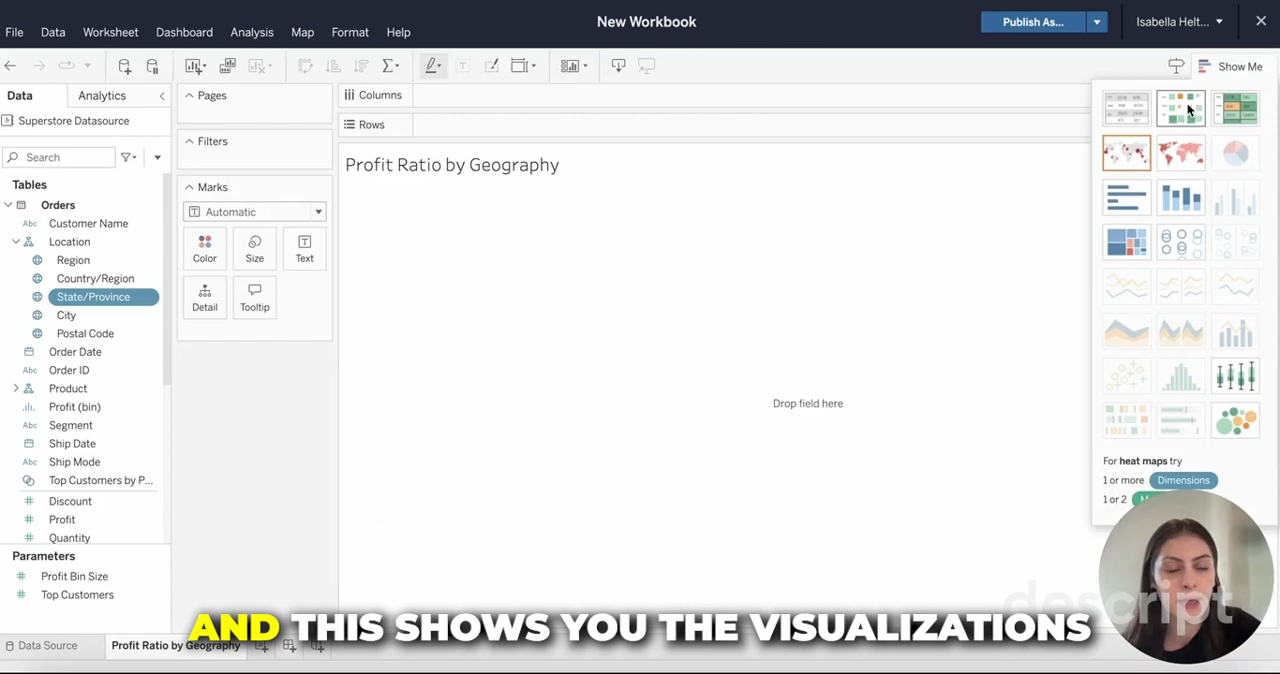 New Workbook
Publish As...
Isabella Helt...
File Data Worksheet Dashboard Analysis Map Format Help
Show Me
Data Analytics
Superstore Datasource
Search
Tables
Orders
Abc Customer Name
Location
Region
Country/Region
State/Province
City
Postal Code
Order Date
Abc Order ID
Product
Profit (bin)
Abc Segment
Ship Date
Abc Ship Mode
Top Customers by P...
Discount
Profit
Quantity
Parameters
Profit Bin Size
Top Customers
Pages
Filters
Marks
Automatic
Color Size Text
Detail Tooltip
Columns
Rows
Profit Ratio by Geography
Drop field here
For heat maps try
1 or more Dimensions
1 or 2
descript
AND THIS SHOWS YOU THE VISUALIZATIONS
Data Source Profit Ratio by Geography